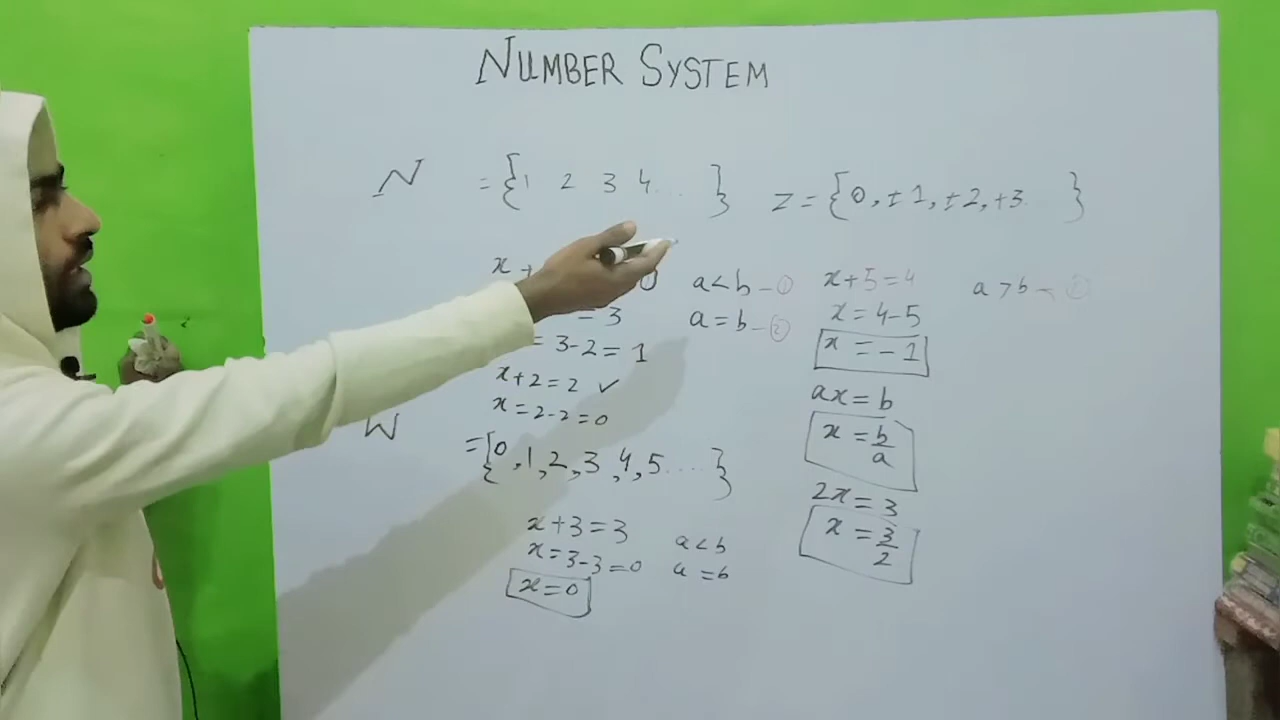 NUMBER SYSTEM
N = {1 2 3 4 ... }
x +
a < b - ①
= 3
a = b - ②
= 3-2 = 1
x + 2 = 2 ✓
x = 2-2 = 0
W = {0, 1, 2, 3, 4, 5 .... }
x + 3 = 3
x = 3-3 = 0
a < b
x = 0
a = b
z = {0, ±1, ±2, +3. }
x + 5 = 4
a > b -
x = 4-5
x = -1
ax = b
x = b/a
2x = 3
x = 3/2